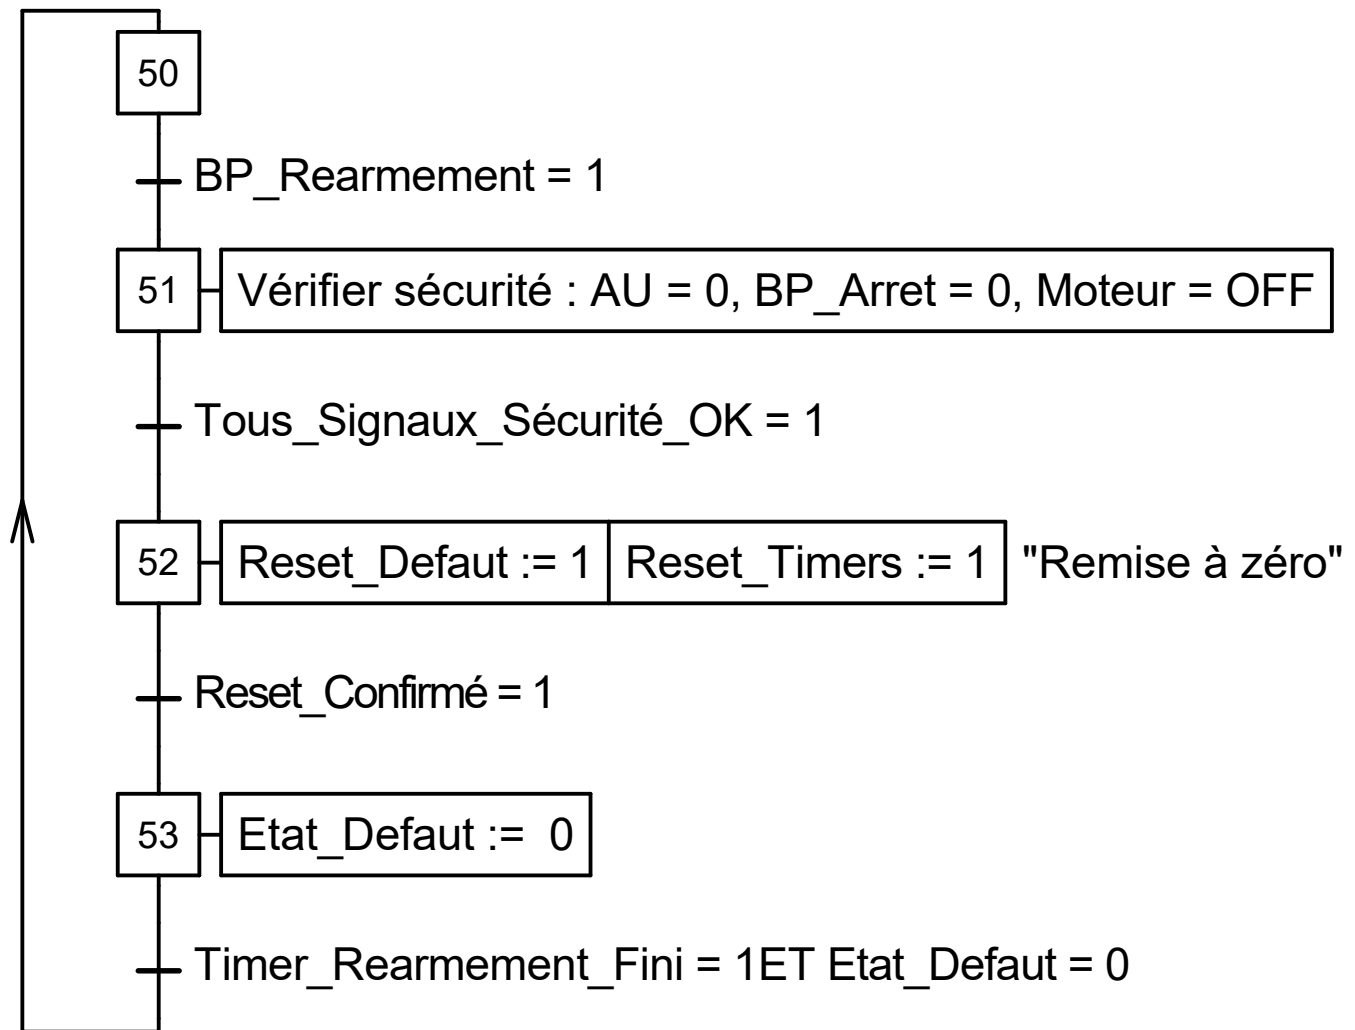 50
BP_Rearmement = 1
51 Vérifier sécurité : AU = 0, BP_Arret = 0, Moteur = OFF
Tous_Signaux_Sécurité_OK = 1
52 Reset_Defaut := 1 Reset_Timers := 1 "Remise à zéro"
Reset_Confirmé = 1
53 Etat_Defaut := 0
Timer_Rearmement_Fini = 1ET Etat_Defaut = 0